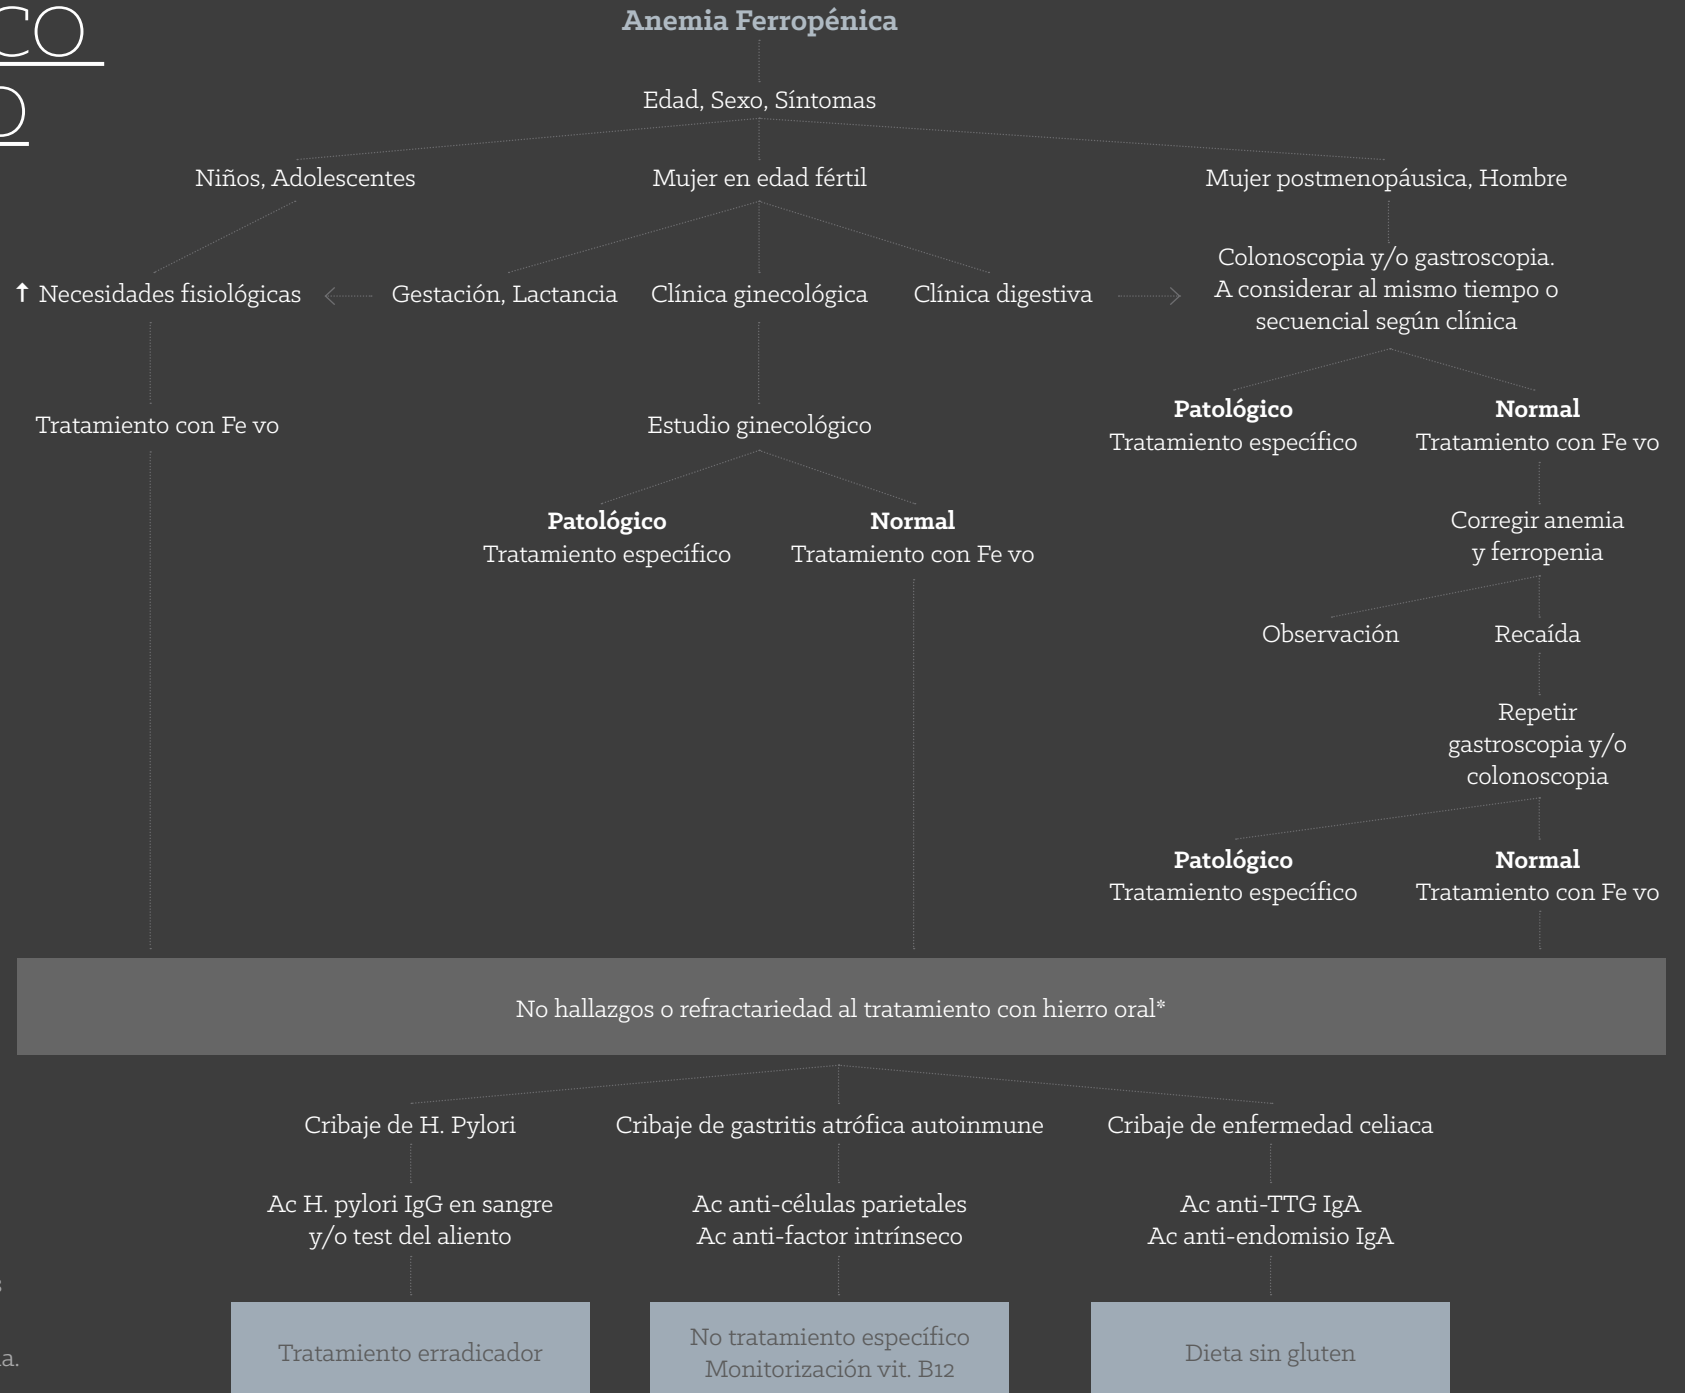 CO
O
Anemia Ferropénica
Edad, Sexo, Síntomas
Niños, Adolescentes
Mujer en edad fértil
Mujer postmenopáusica, Hombre
↑ Necesidades fisiológicas
Gestación, Lactancia
Clínica ginecológica
Clínica digestiva
Colonoscopia y/o gastroscopia.
A considerar al mismo tiempo o
secuencial según clínica
Tratamiento con Fe vo
Estudio ginecológico
Patológico
Tratamiento específico
Normal
Tratamiento con Fe vo
Patológico
Tratamiento específico
Normal
Tratamiento con Fe vo
Corregir anemia
y ferropenia
Observación
Recaída
Repetir
gastroscopia y/o
colonoscopia
Patológico
Tratamiento específico
Normal
Tratamiento con Fe vo
No hallazgos o refractariedad al tratamiento con hierro oral*
Cribaje de H. Pylori
Cribaje de gastritis atrófica autoinmune
Cribaje de enfermedad celiaca
Ac H. pylori IgG en sangre
y/o test del aliento
Ac anti-células parietales
Ac anti-factor intrínseco
Ac anti-TTG IgA
Ac anti-endomisio IgA
Tratamiento erradicador
No tratamiento específico
Monitorización vit. B12
Dieta sin gluten
s
a.